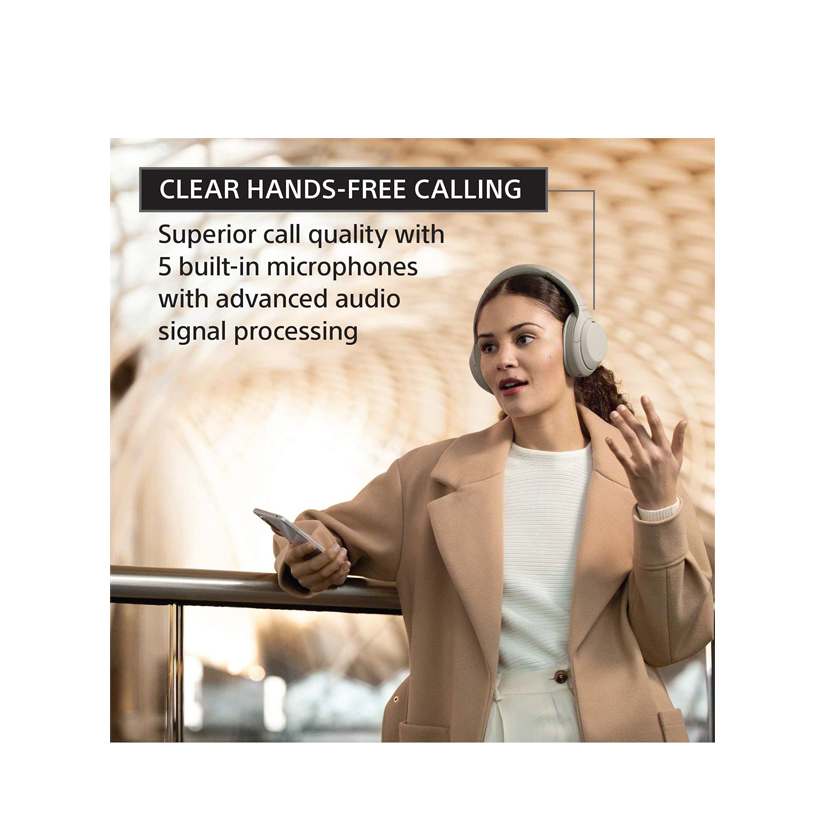 CLEAR HANDS-FREE CALLING
Superior call quality with
5 built-in microphones
with advanced audio
signal processing